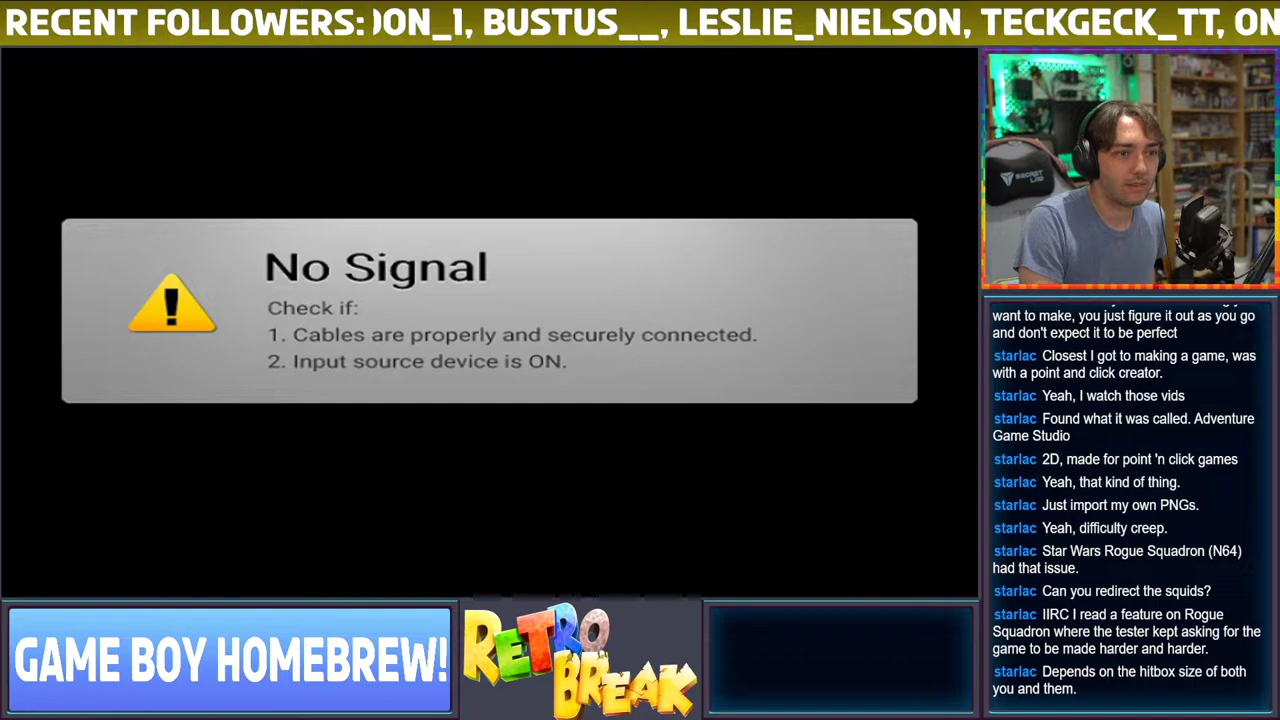 RECENT FOLLOWERS: ON_1, BUSTUS__, LESLIE_NIELSON, TECKGECK_TT, ON
No Signal
Check if:
1. Cables are properly and securely connected.
2. Input source device is ON.
SECRET LAB
want to make, you just figure it out as you go
and don't expect it to be perfect
starlac Closest I got to making a game, was
with a point and click creator.
starlac Yeah, I watch those vids
starlac Found what it was called. Adventure
Game Studio
starlac 2D, made for point 'n click games
starlac Yeah, that kind of thing.
starlac Just import my own PNGs.
starlac Yeah, difficulty creep.
starlac Star Wars Rogue Squadron (N64)
had that issue.
starlac Can you redirect the squids?
starlac IIRC I read a feature on Rogue
Squadron where the tester kept asking for the
game to be made harder and harder.
starlac Depends on the hitbox size of both
you and them.
GAME BOY HOMEBREW!
RETRO
BREAK